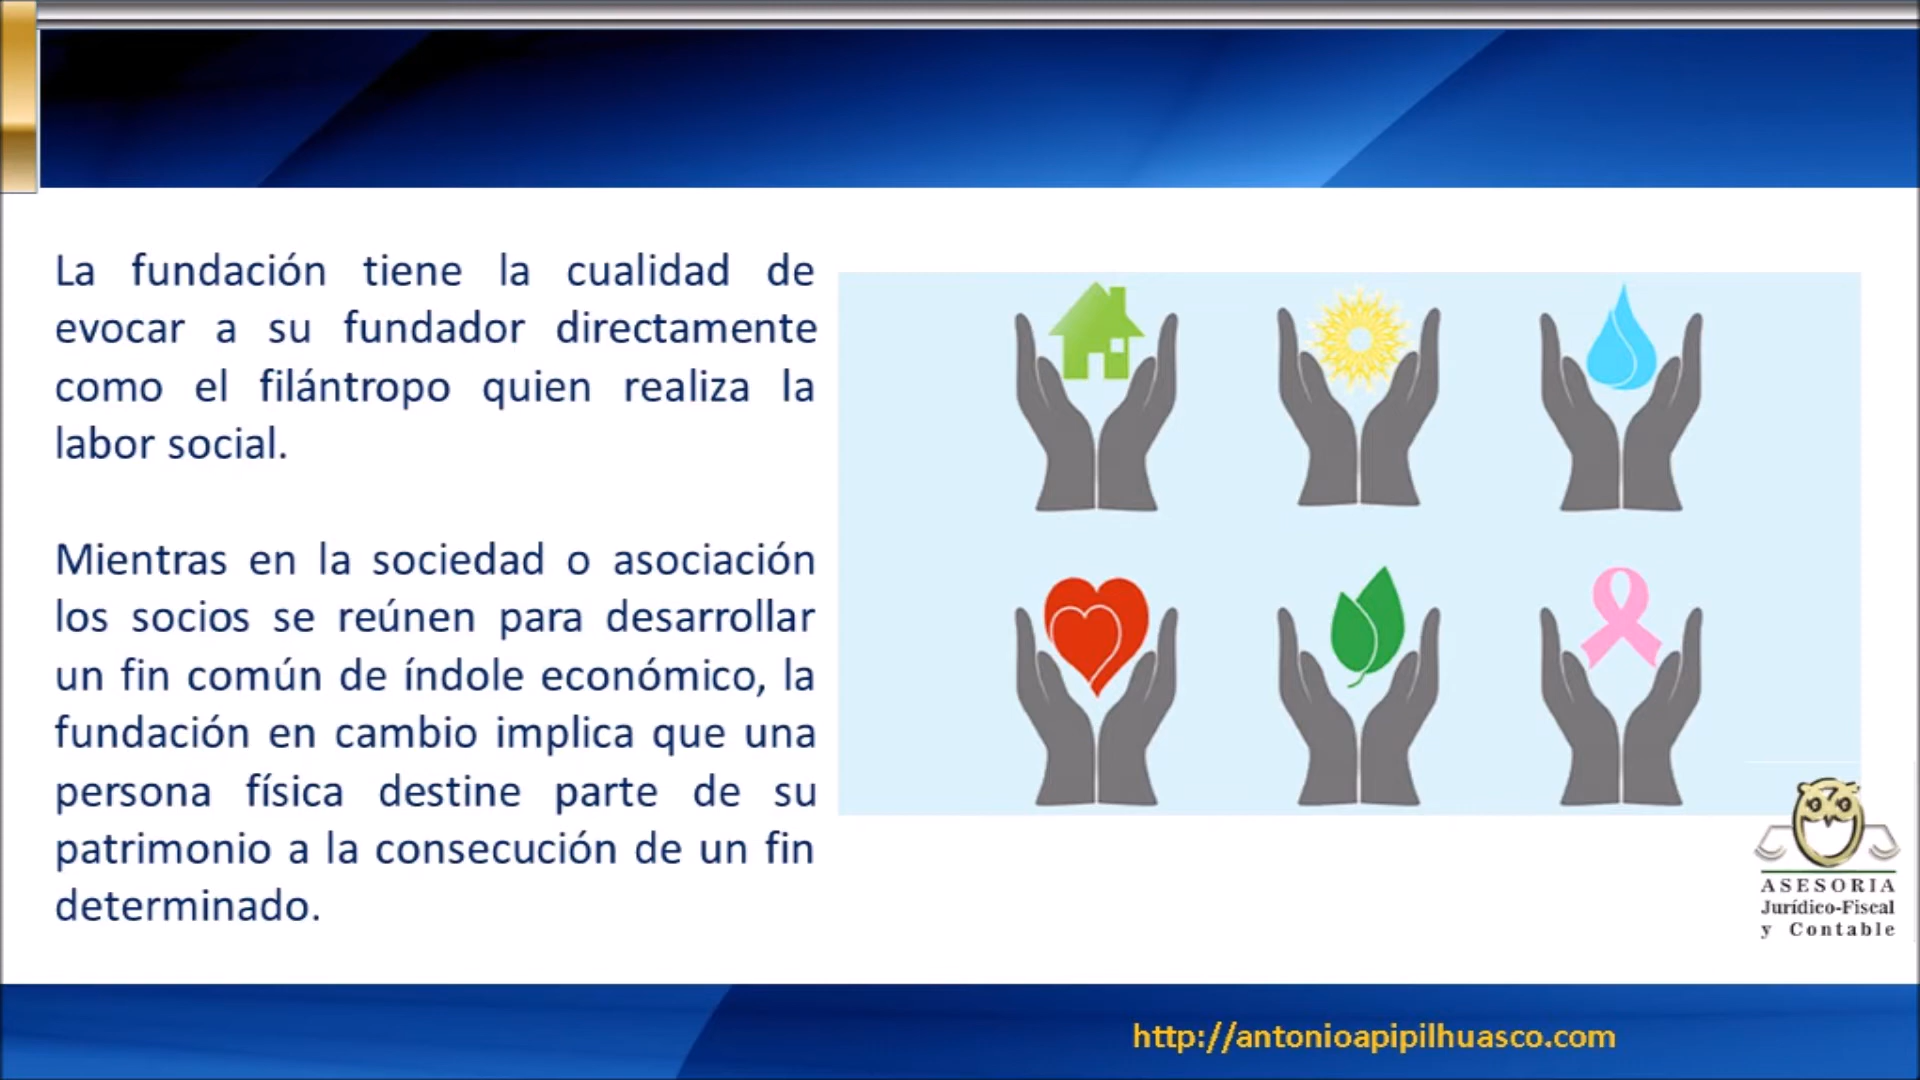 La fundación tiene la cualidad de
evocar a su fundador directamente
como el filántropo quien realiza la
labor social.
Mientras en la sociedad o asociación
los socios se reúnen para desarrollar
un fin común de índole económico, la
fundación en cambio implica que una
persona física destine parte de su
patrimonio a la consecución de un fin
determinado.
ASESORIA
Jurídico-Fiscal
y Contable
http://antonioapipilhuasco.com